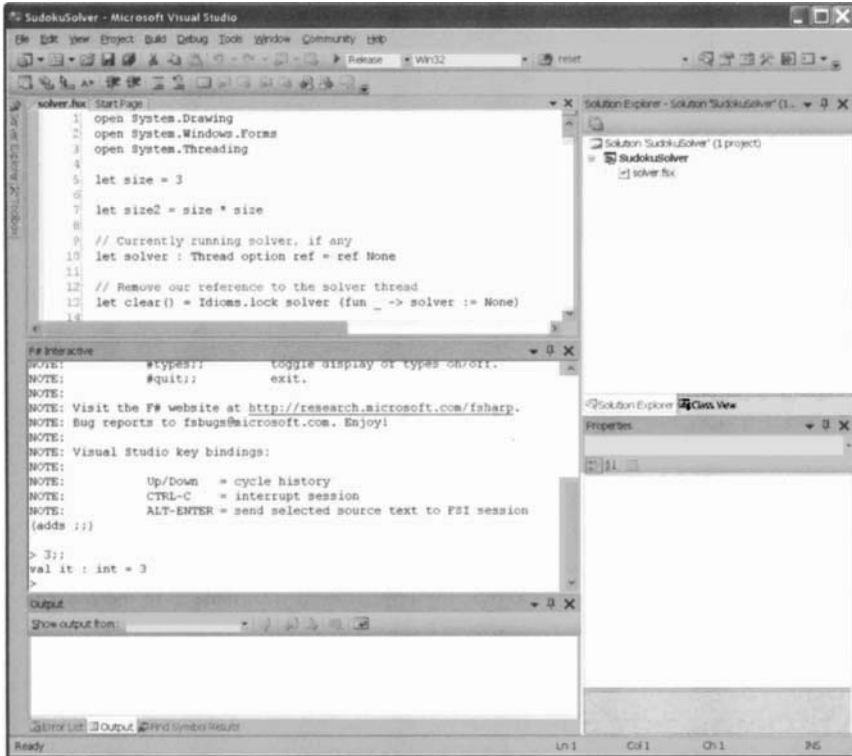 SudokuSolver - Microsoft Visual Studio
File Edit View Project Build Debug Tools Window Community Help
Release Win32 reset
Server Explorer Toolbox
solver.fsx Start Page
1 open System.Drawing
2 open System.Windows.Forms
3 open System.Threading
4
5 let size = 3
6
7 let size2 = size * size
8
9 // Currently running solver, if any
10 let solver : Thread option ref = ref None
11
12 // Remove our reference to the solver thread
13 let clear() = Idioms.lock solver (fun _ -> solver := None)
14
Solution Explorer - Solution 'SudokuSolver' (1...
Solution 'SudokuSolver' (1 project)
SudokuSolver
solver.fsx
Solution Explorer Class View
Properties
F# Interactive
NOTE: #types;; toggle display of types on/off.
NOTE: #quit;; exit.
NOTE:
NOTE: Visit the F# website at http://research.microsoft.com/fsharp.
NOTE: Bug reports to fsbugs@microsoft.com. Enjoy!
NOTE:
NOTE: Visual Studio key bindings:
NOTE:
NOTE: Up/Down = cycle history
NOTE: CTRL-C = interrupt session
NOTE: ALT-ENTER = send selected source text to FSI session
(adds ;;)
> 3;;
val it : int = 3
>
Output
Show output from:
Error List Output Find Symbol Results
Ready Ln 1 Col 1 Ch 1 INS